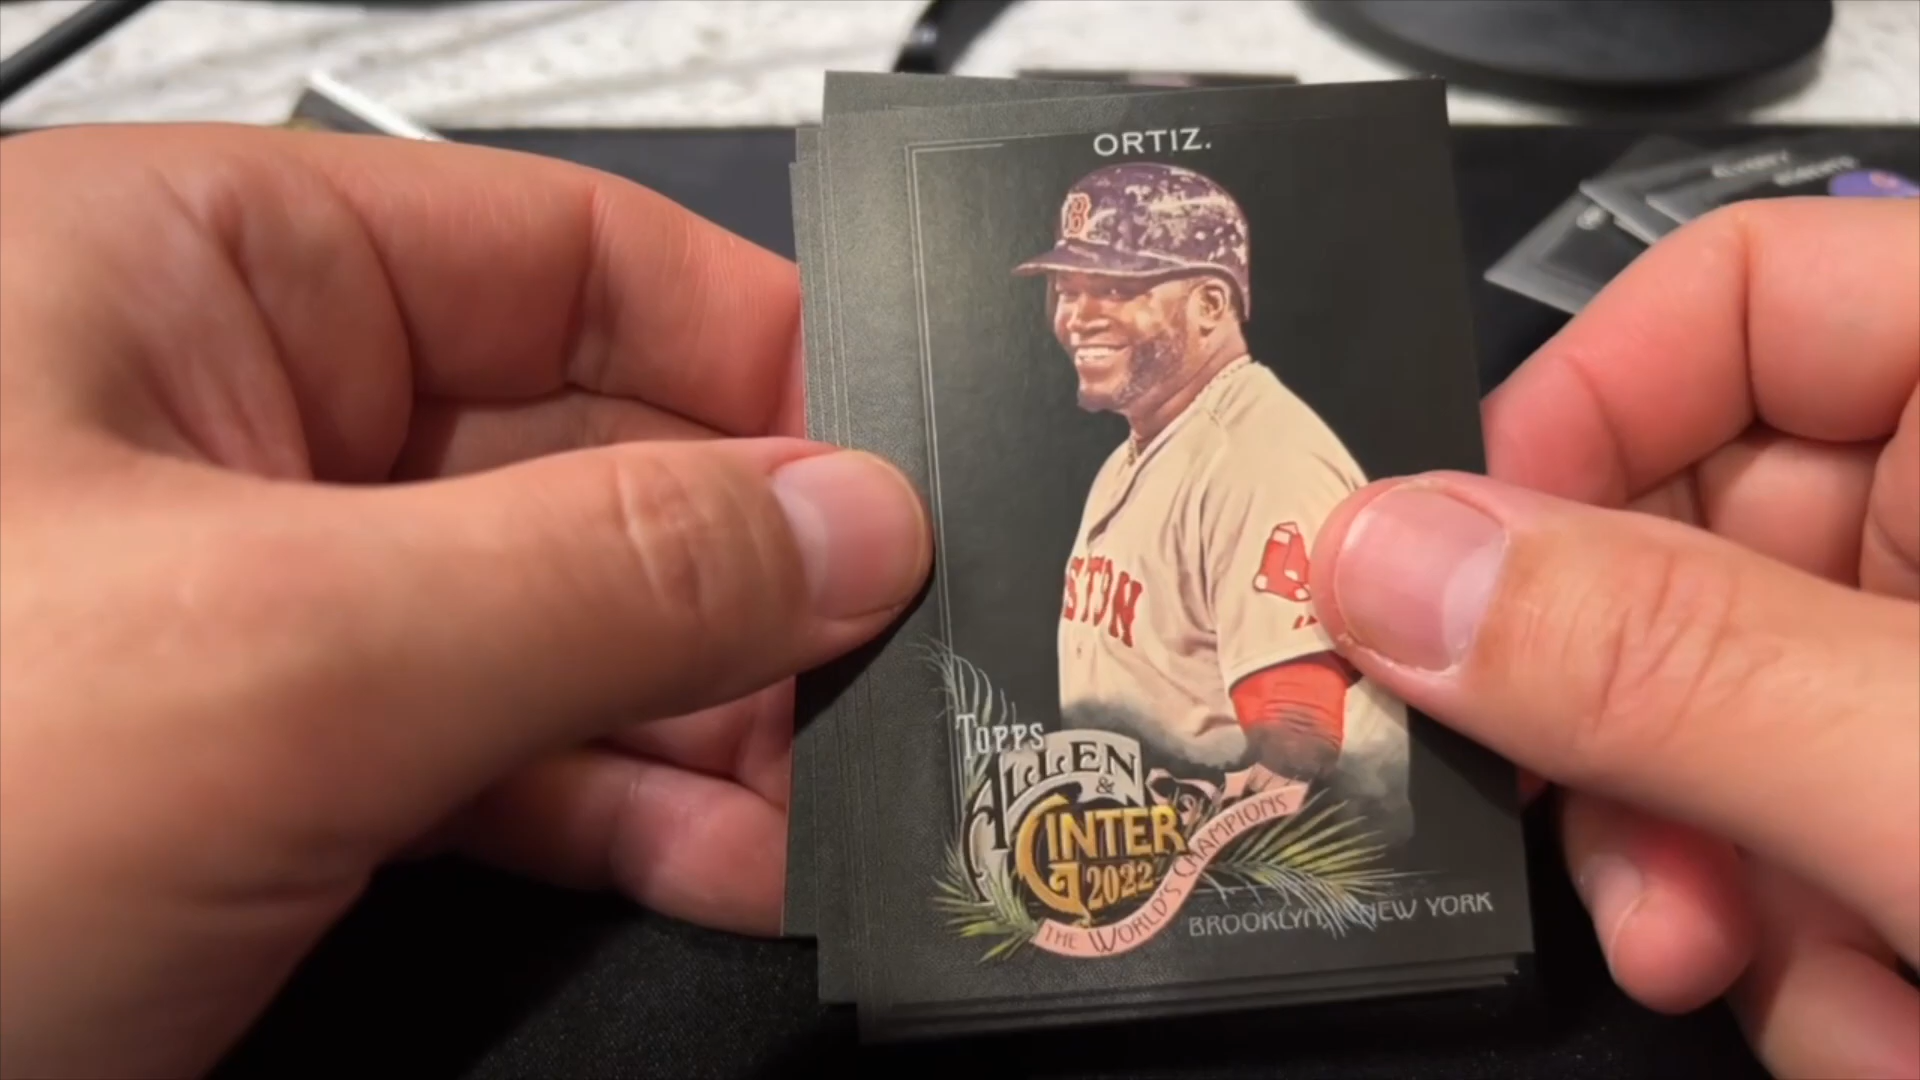 ORTIZ.
B
STON
TOPPS
ALLEN
&
GINTER
2022
THE WORLD'S CHAMPIONS
BROOKLYN, NEW YORK